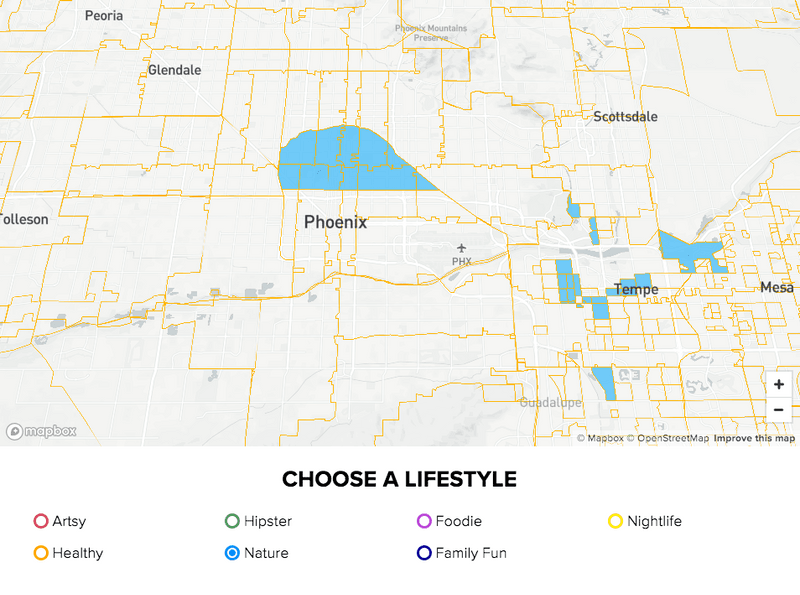 Peoria
Phoenix Mountains
Preserve
Glendale
Scottsdale
Tolleson
Phoenix
PHX
Tempe
Mesa
+
−
Guadalupe
mapbox
© Mapbox © OpenStreetMap Improve this map
CHOOSE A LIFESTYLE
Artsy Hipster Foodie Nightlife
Healthy Nature Family Fun